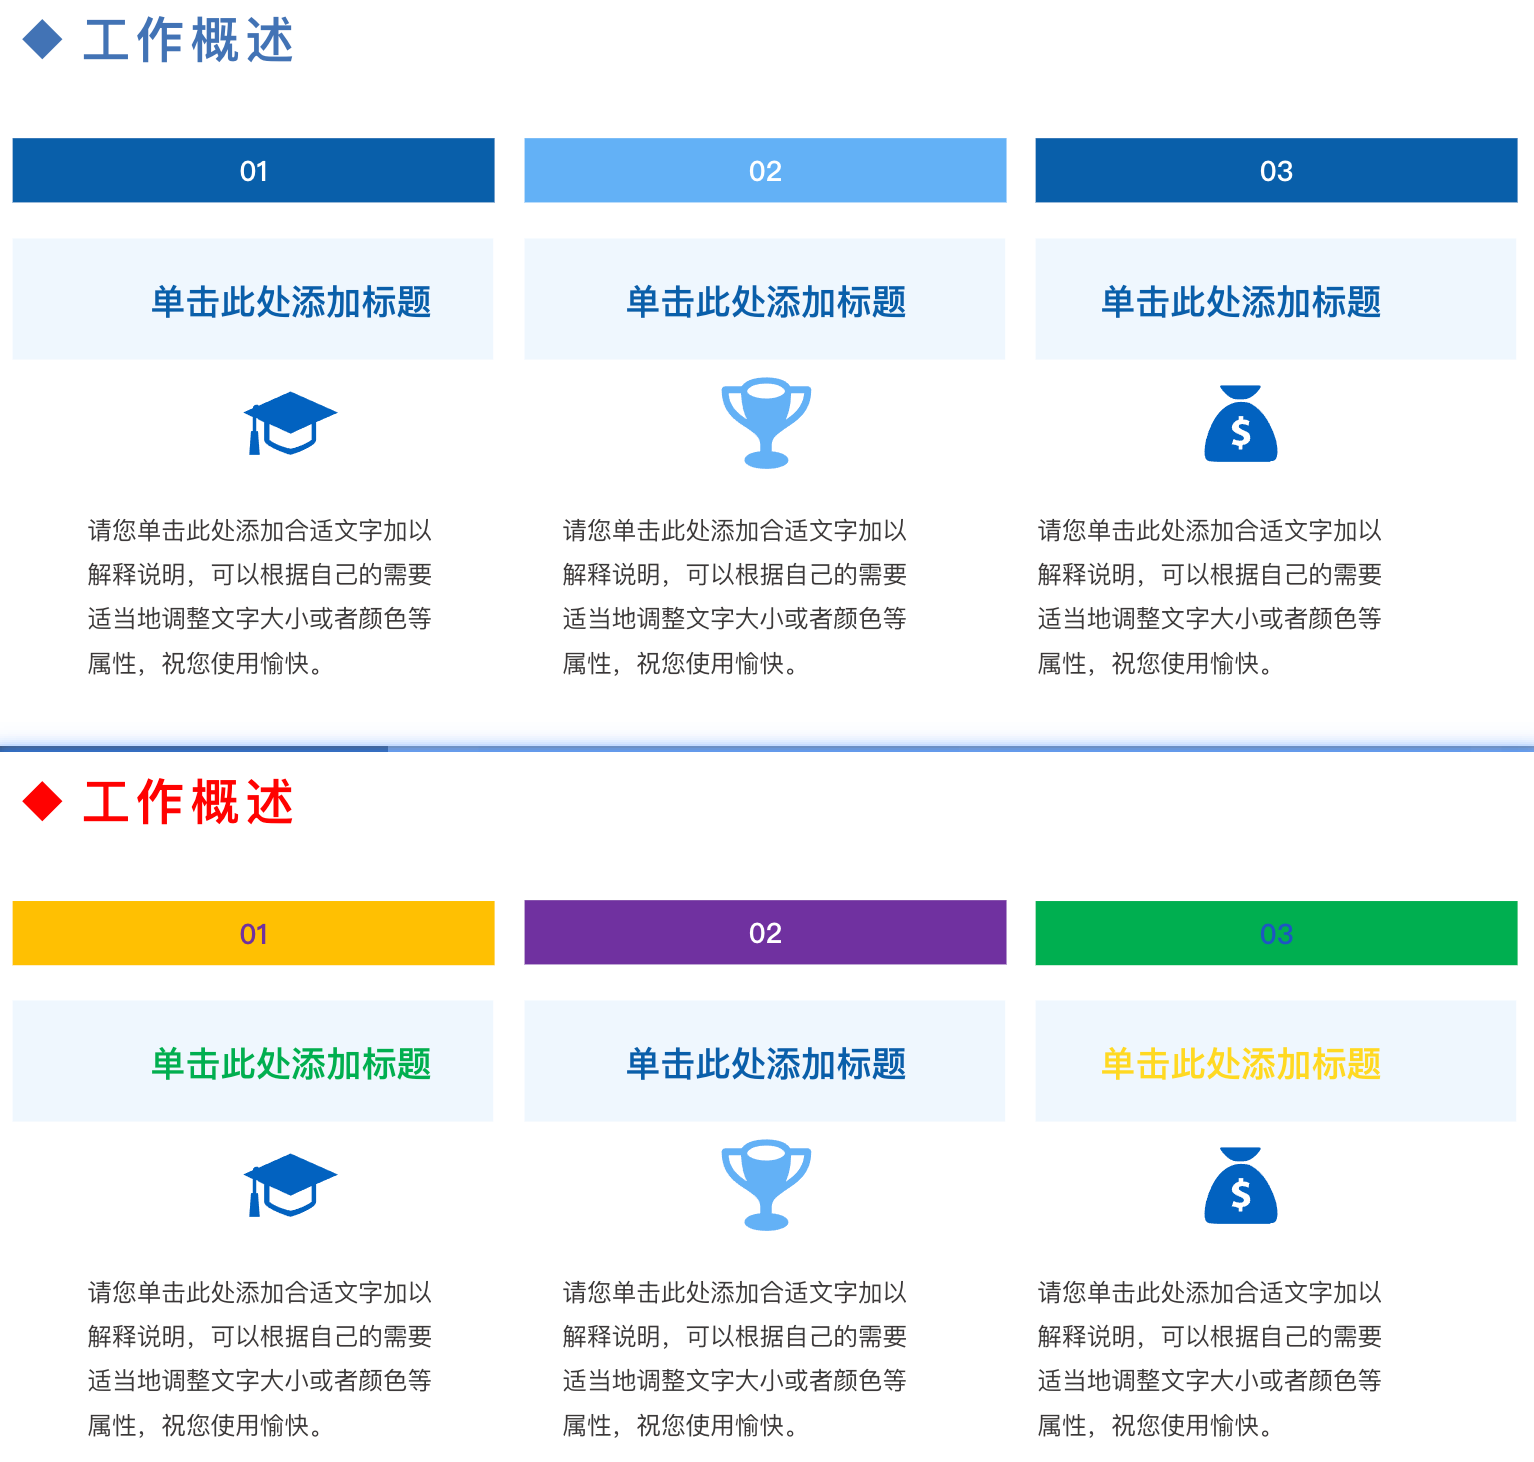 工作概述
01
02
03
单击此处添加标题
单击此处添加标题
单击此处添加标题
$
请您单击此处添加合适文字加以
解释说明，可以根据自己的需要
适当地调整文字大小或者颜色等
属性，祝您使用愉快。
请您单击此处添加合适文字加以
解释说明，可以根据自己的需要
适当地调整文字大小或者颜色等
属性，祝您使用愉快。
请您单击此处添加合适文字加以
解释说明，可以根据自己的需要
适当地调整文字大小或者颜色等
属性，祝您使用愉快。
工作概述
01
02
03
单击此处添加标题
单击此处添加标题
单击此处添加标题
$
请您单击此处添加合适文字加以
解释说明，可以根据自己的需要
适当地调整文字大小或者颜色等
属性，祝您使用愉快。
请您单击此处添加合适文字加以
解释说明，可以根据自己的需要
适当地调整文字大小或者颜色等
属性，祝您使用愉快。
请您单击此处添加合适文字加以
解释说明，可以根据自己的需要
适当地调整文字大小或者颜色等
属性，祝您使用愉快。